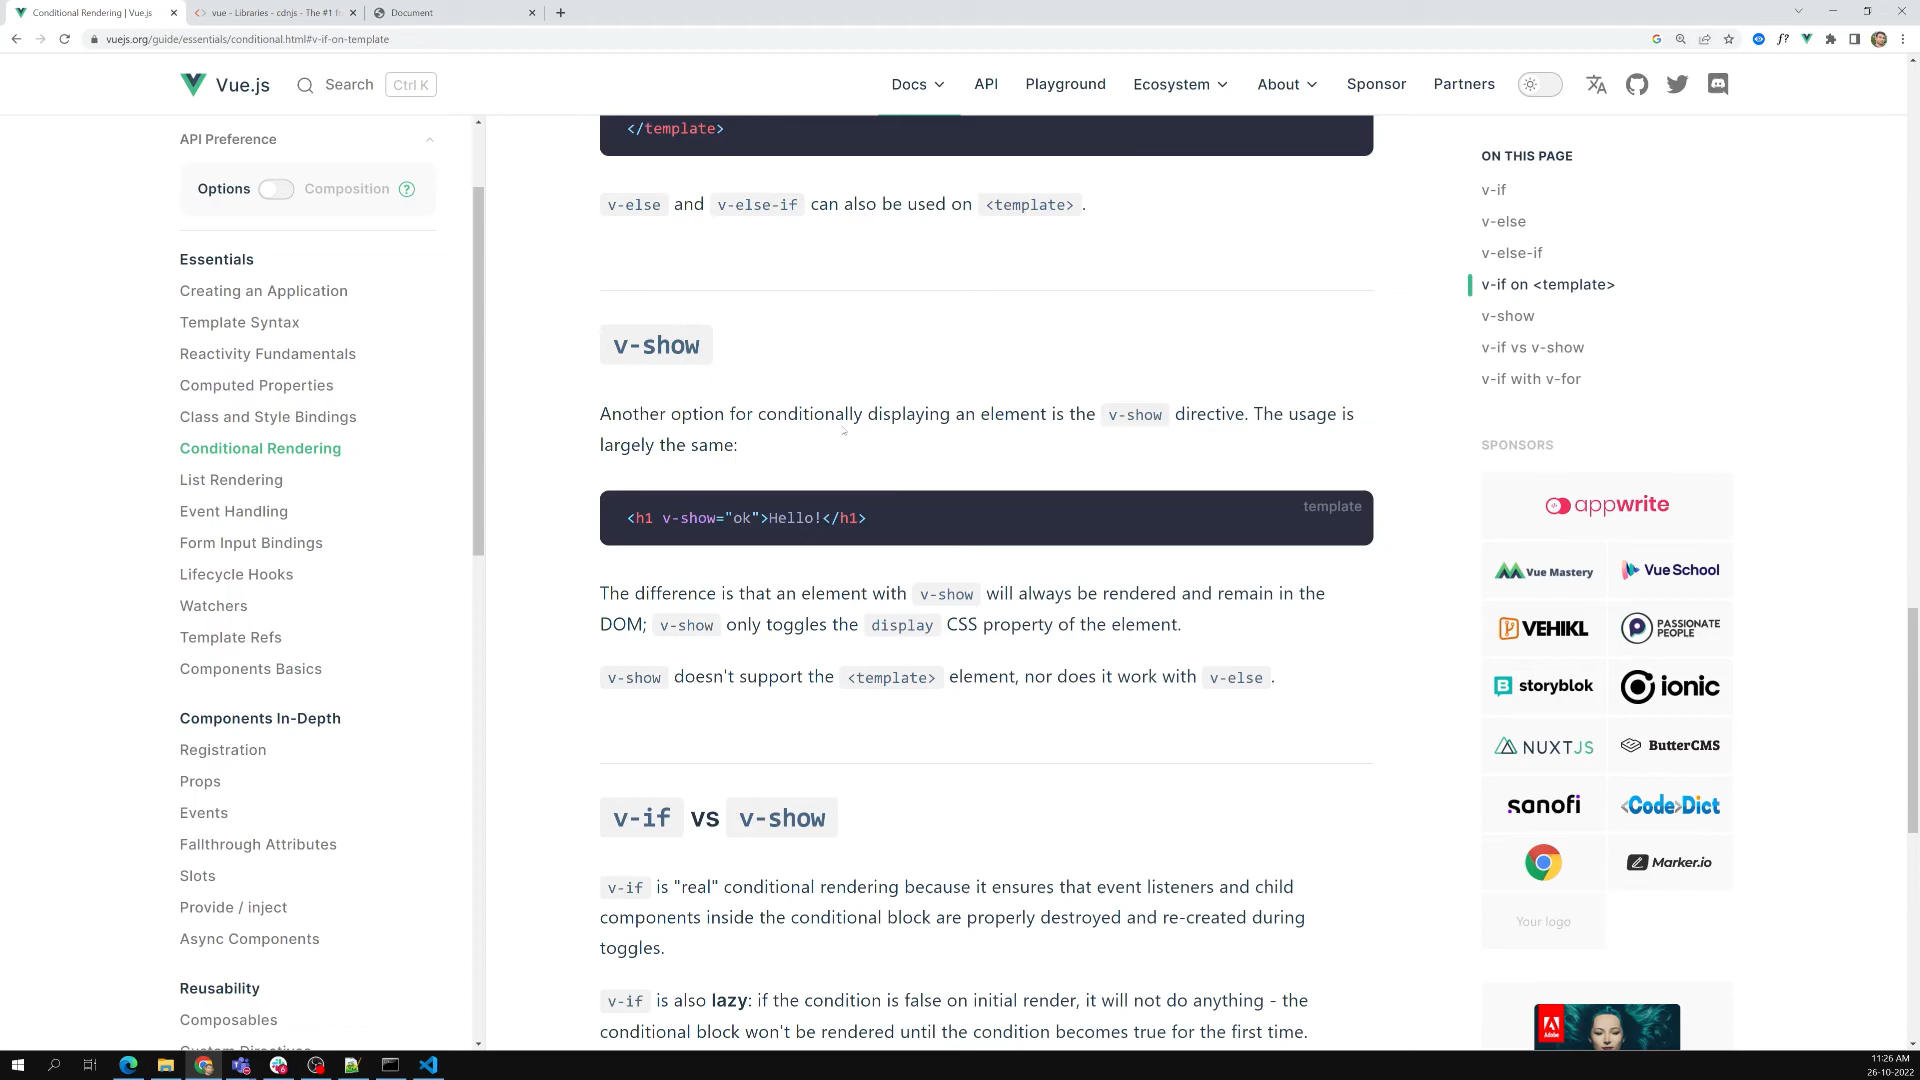 Conditional Rendering | Vue.js
vue - Libraries - cdnjs - The #1 fr
Document
vuejs.org/guide/essentials/conditional.html#v-if-on-template
Vue.js
Search
Ctrl K
Docs
API
Playground
Ecosystem
About
Sponsor
Partners
API Preference
Options
Composition
?
Essentials
Creating an Application
Template Syntax
Reactivity Fundamentals
Computed Properties
Class and Style Bindings
Conditional Rendering
List Rendering
Event Handling
Form Input Bindings
Lifecycle Hooks
Watchers
Template Refs
Components Basics
Components In-Depth
Registration
Props
Events
Fallthrough Attributes
Slots
Provide / inject
Async Components
Reusability
Composables
Custom Directives
</template>
v-else and v-else-if can also be used on <template>.
v-show
Another option for conditionally displaying an element is the v-show directive. The usage is
largely the same:
template
<h1 v-show="ok">Hello!</h1>
The difference is that an element with v-show will always be rendered and remain in the
DOM; v-show only toggles the display CSS property of the element.
v-show doesn't support the <template> element, nor does it work with v-else.
v-if vs v-show
v-if is "real" conditional rendering because it ensures that event listeners and child
components inside the conditional block are properly destroyed and re-created during
toggles.
v-if is also lazy: if the condition is false on initial render, it will not do anything - the
conditional block won't be rendered until the condition becomes true for the first time.
ON THIS PAGE
v-if
v-else
v-else-if
v-if on <template>
v-show
v-if vs v-show
v-if with v-for
SPONSORS
appwrite
Vue Mastery
Vue School
VEHIKL
PASSIONATE
PEOPLE
storyblok
ionic
NUXTJS
ButterCMS
sanofi
<Code>Dict
Marker.io
Your logo
Adobe
11:26 AM
26-10-2022